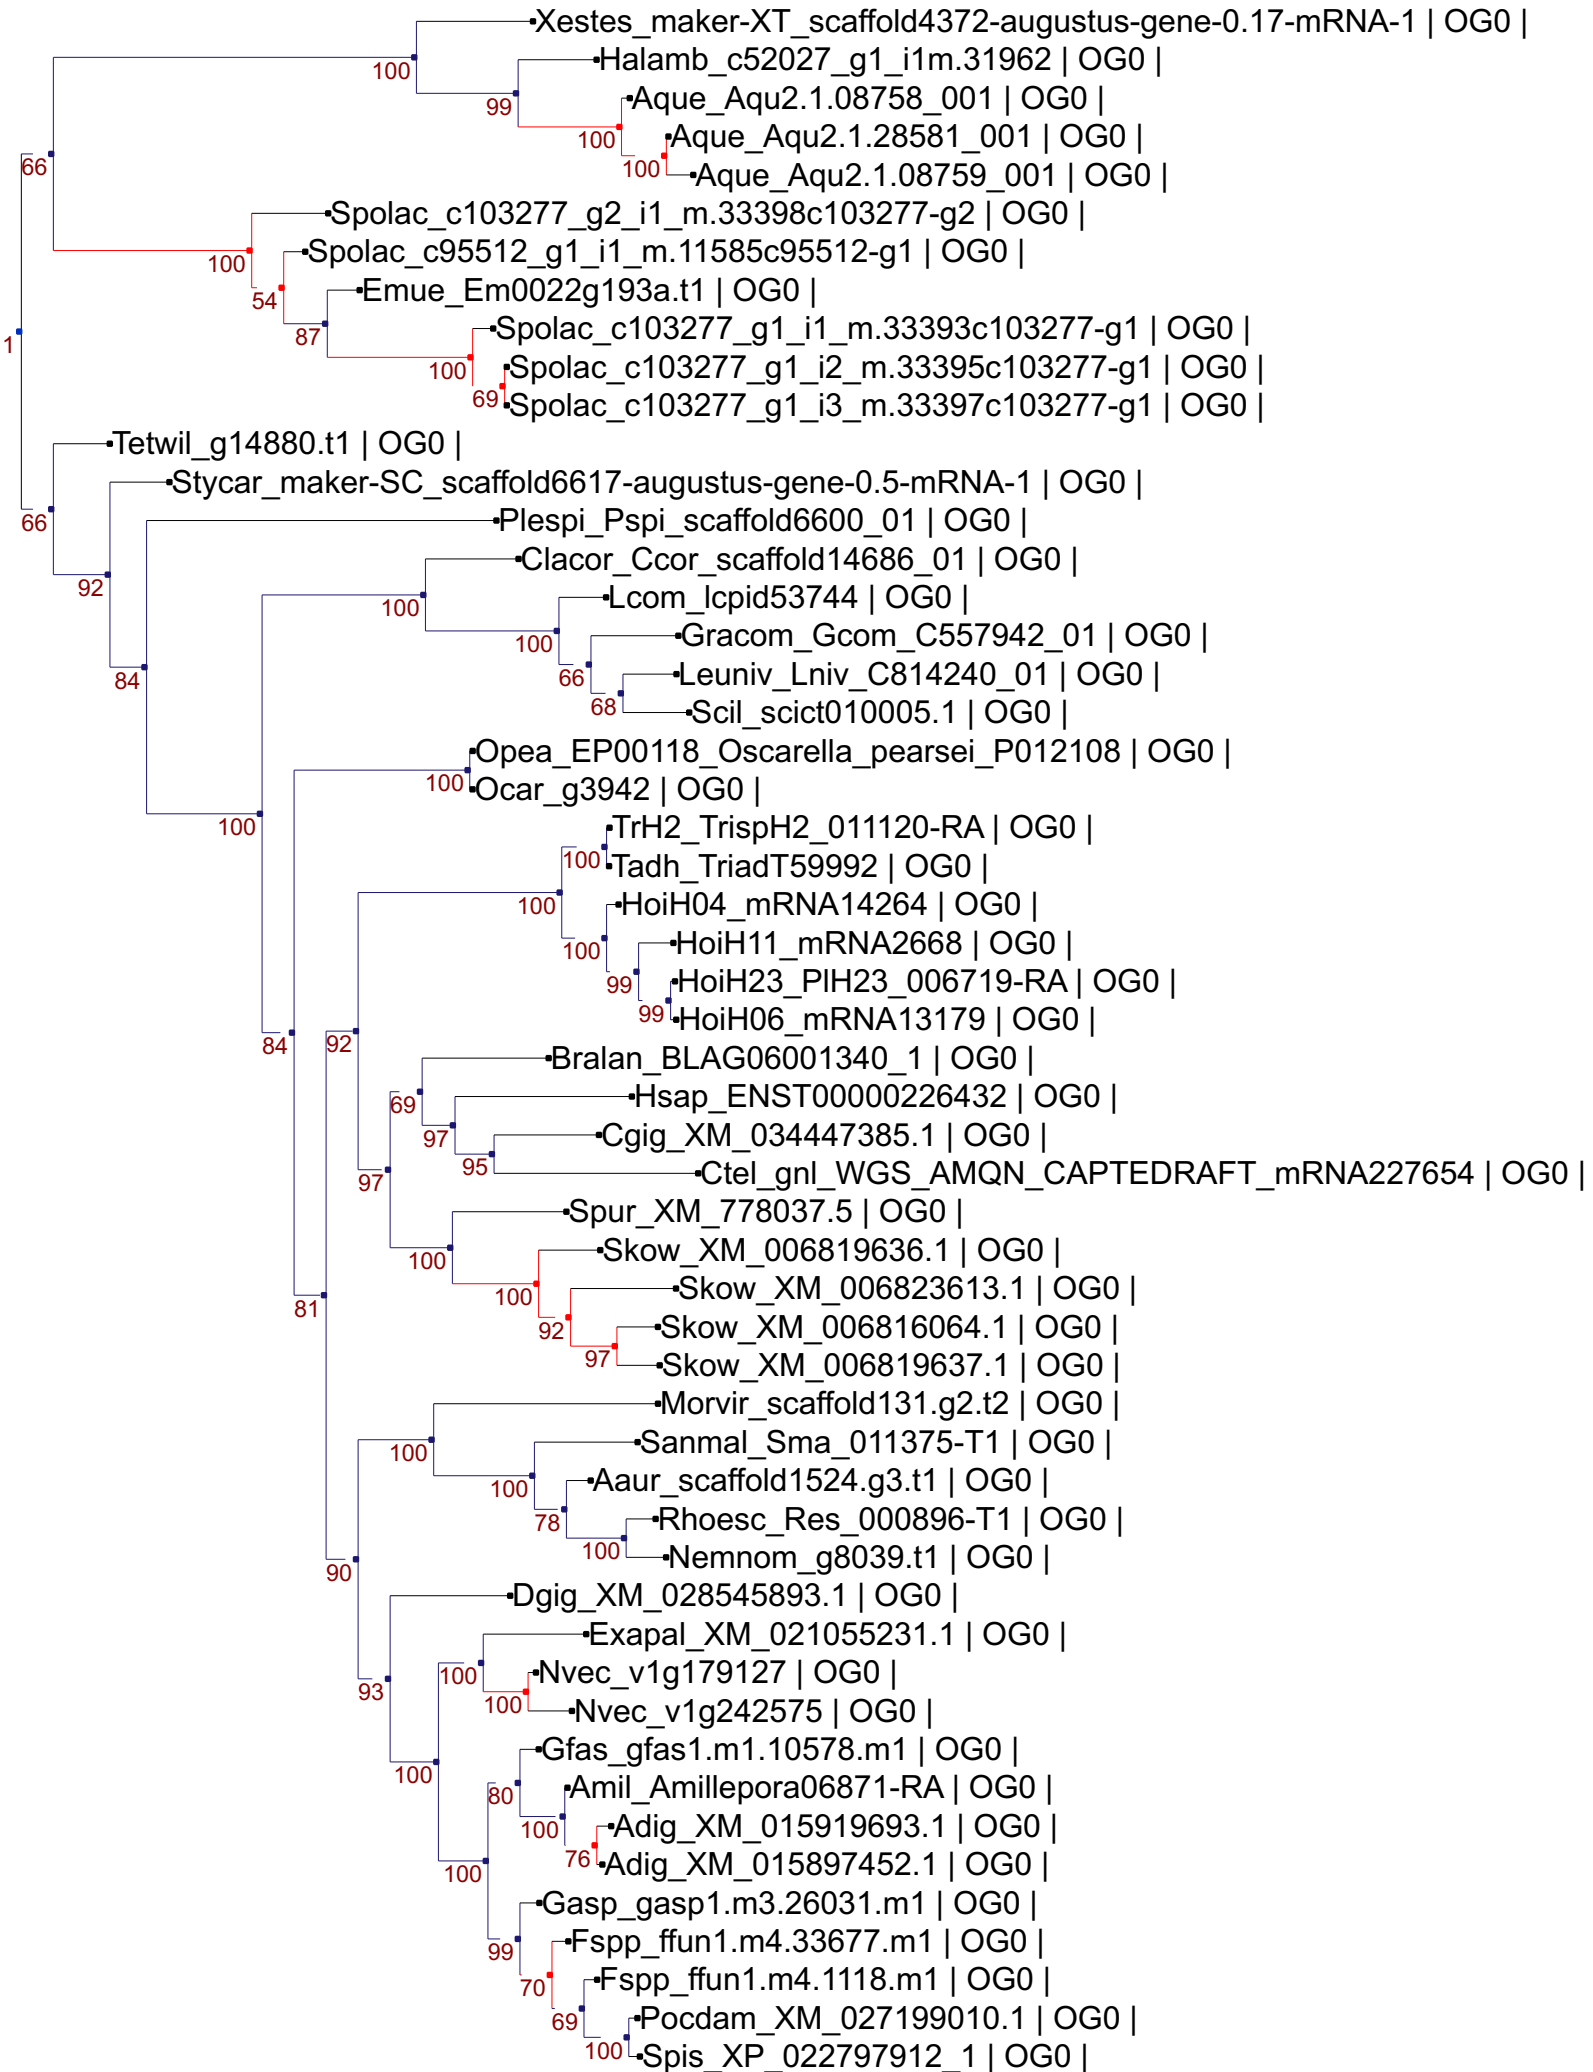 Xestes_maker-XT_scaffold4372-augustus-gene-0.17-mRNA-1 | OG0 |
Halamb_c52027_g1_i1m.31962 | OG0 |
100
99
Aque_Aqu2.1.08758_001 | OG0 |
100
Aque_Aqu2.1.28581_001 | OG0 |
100
66
Aque_Aqu2.1.08759_001 | OG0 |
Spolac_c103277_g2_i1_m.33398c103277-g2 | OG0 |
Spolac_c95512_g1_i1_m.11585c95512-g1 | OG0 |
100
Emue_Em0022g193a.t1 | OG0 |
54
Spolac_c103277_g1_i1_m.33393c103277-g1 | OG0 |
87
1
Spolac_c103277_g1_i2_m.33395c103277-g1 | OG0 |
100
69
Spolac_c103277_g1_i3_m.33397c103277-g1 | OG0 |
Tetwil_g14880.t1 | OG0 |
Stycar_maker-SC_scaffold6617-augustus-gene-0.5-mRNA-1 | OG0 |
66
Plespi_Pspi_scaffold6600_01 | OG0 |
Clacor_Ccor_scaffold14686_01 | OG0 |
92
Lcom_lcpid53744 | OG0 |
100
Gracom_Gcom_C557942_01 | OG0 |
100
Leuniv_Lniv_C814240_01 | OG0 |
66
84
Scil_scict010005.1 | OG0 |
68
Opea_EP00118_Oscarella_pearsei_P012108 | OG0 |
100
Ocar_g3942 | OG0 |
TrH2_TrispH2_011120-RA | OG0 |
100
100
Tadh_TriadT59992 | OG0 |
HoiH04_mRNA14264 | OG0 |
100
HoiH11_mRNA2668 | OG0 |
100
HoiH23_PlH23_006719-RA | OG0 |
99
99
HoiH06_mRNA13179 | OG0 |
84
92
Bralan_BLAG06001340_1 | OG0 |
Hsap_ENST00000226432 | OG0 |
69
Cgig_XM_034447385.1 | OG0 |
97
95
Ctel_gnl_WGS_AMQN_CAPTEDRAFT_mRNA227654 | OG0 |
97
Spur_XM_778037.5 | OG0 |
Skow_XM_006819636.1 | OG0 |
100
Skow_XM_006823613.1 | OG0 |
100
81
Skow_XM_006816064.1 | OG0 |
92
97
Skow_XM_006819637.1 | OG0 |
Morvir_scaffold131.g2.t2 | OG0 |
Sanmal_Sma_011375-T1 | OG0 |
100
Aaur_scaffold1524.g3.t1 | OG0 |
100
Rhoesc_Res_000896-T1 | OG0 |
78
100
Nemnom_g8039.t1 | OG0 |
90
Dgig_XM_028545893.1 | OG0 |
Exapal_XM_021055231.1 | OG0 |
Nvec_v1g179127 | OG0 |
100
93
100
Nvec_v1g242575 | OG0 |
Gfas_gfas1.m1.10578.m1 | OG0 |
100
Amil_Amillepora06871-RA | OG0 |
80
Adig_XM_015919693.1 | OG0 |
100
76
Adig_XM_015897452.1 | OG0 |
100
Gasp_gasp1.m3.26031.m1 | OG0 |
Fspp_ffun1.m4.33677.m1 | OG0 |
99
Fspp_ffun1.m4.1118.m1 | OG0 |
70
Pocdam_XM_027199010.1 | OG0 |
69
100
Spis_XP_022797912_1 | OG0 |